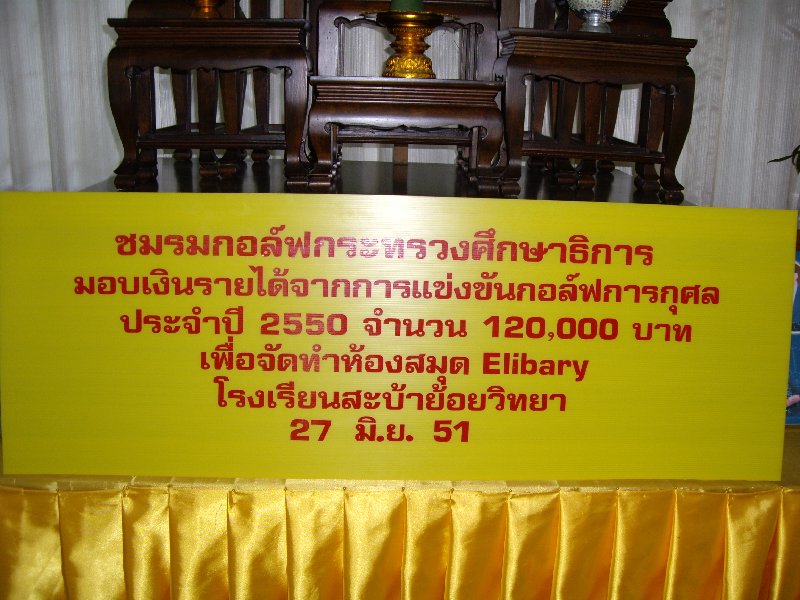 ชมรมกอล์ฟกระทรวงศึกษาธิการ
มอบเงินรายได้จากการแข่งขันกอล์ฟการกุศล
ประจำปี 2550 จำนวน 120,000 บาท
เพื่อจัดทำห้องสมุด Elibary
โรงเรียนสะบ้าย้อยวิทยา
27 มิ.ย. 51